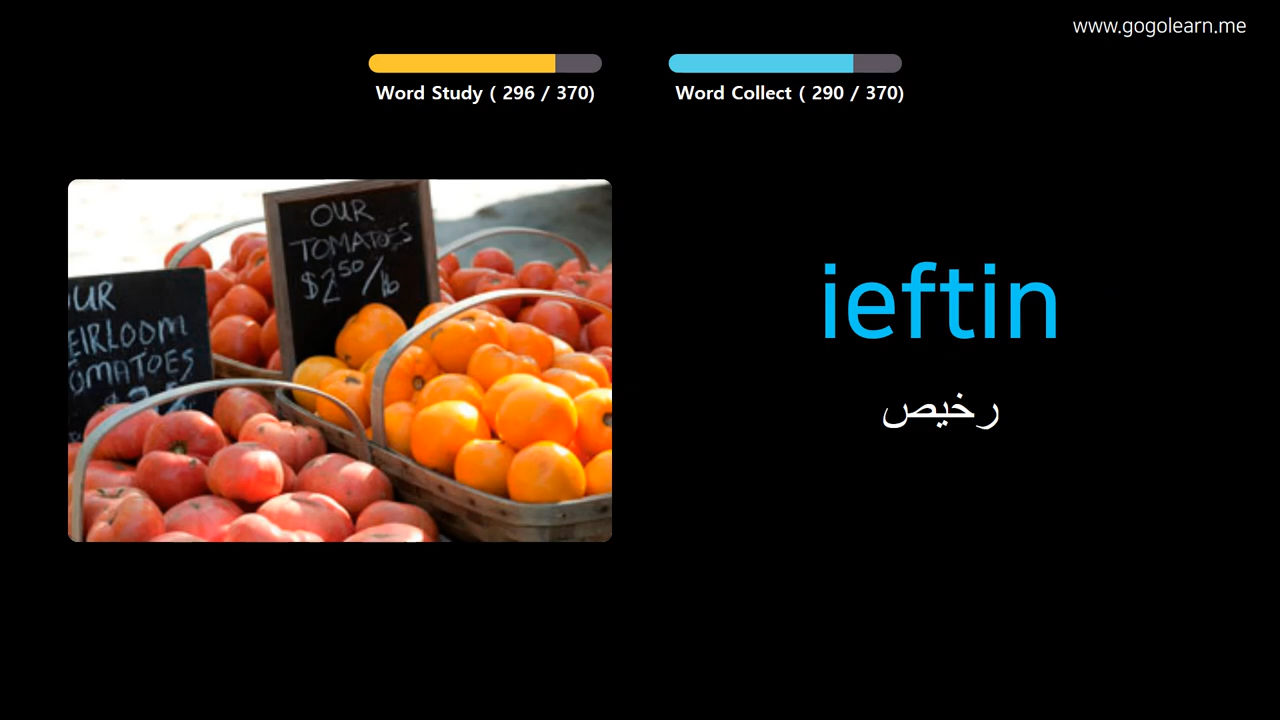 www.gogolearn.me
Word Study ( 296 / 370)
Word Collect ( 290 / 370)
OUR
TOMATOES
$2.50/lb
UR
EIRLOOM
OMATOES
ieftin
رخيص